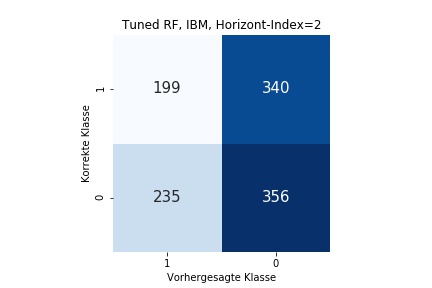 Tuned RF, IBM, Horizont-Index=2
Korrekte Klasse
1
199
340
0
235
356
1
0
Vorhergesagte Klasse